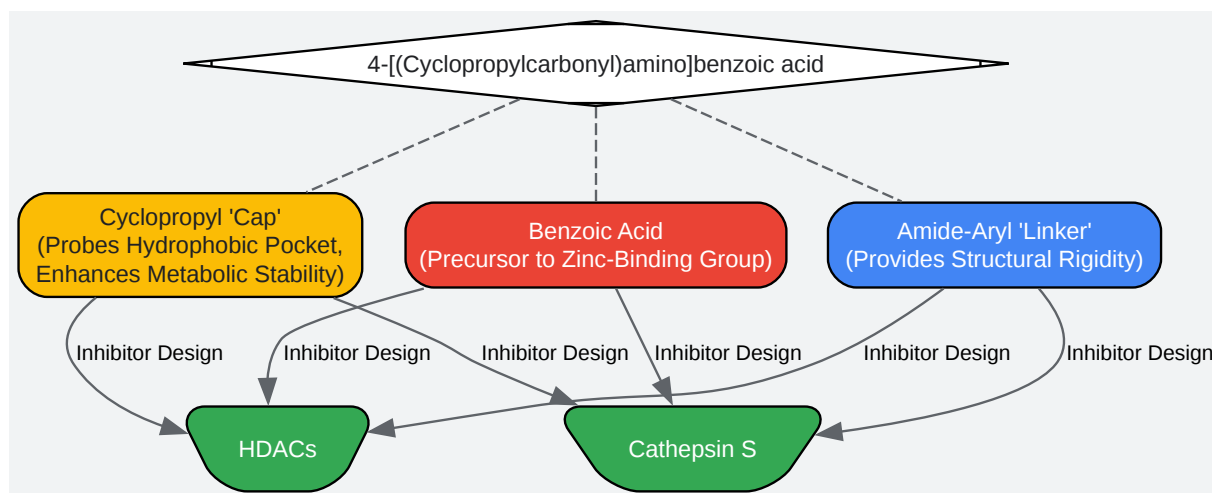 4-[(Cyclopropylcarbonyl)amino]benzoic acid
Cyclopropyl 'Cap'
(Probes Hydrophobic Pocket,
Enhances Metabolic Stability)
Benzoic Acid
(Precursor to Zinc-Binding Group)
Amide-Aryl 'Linker'
(Provides Structural Rigidity)
Inhibitor Design
Inhibitor Design
Inhibitor Design
Inhibitor Design
Inhibitor Design
Inhibitor Design
HDACs
Cathepsin S